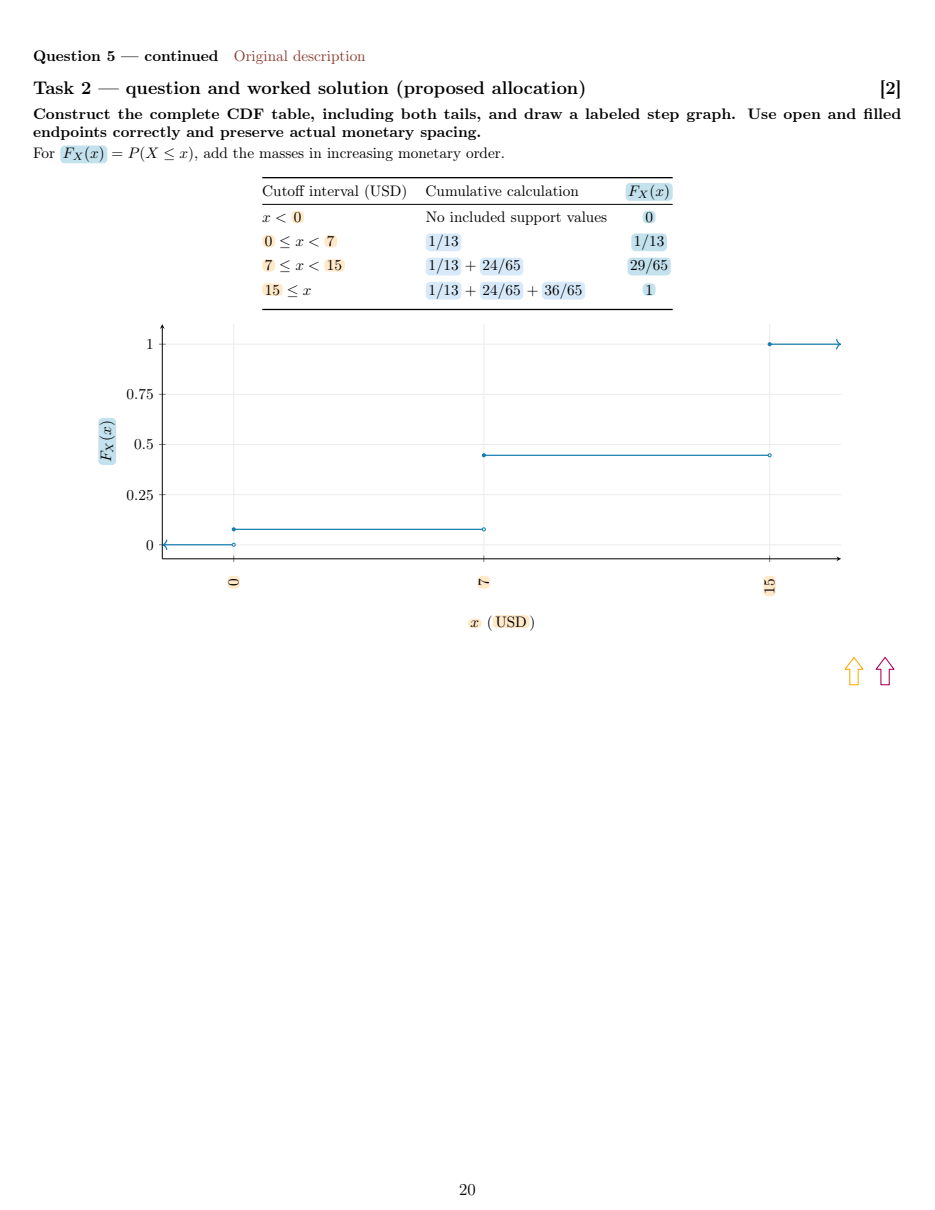 Question 5 — continued Original description
Task 2 — question and worked solution (proposed allocation) [2]
Construct the complete CDF table, including both tails, and draw a labeled step graph. Use open and filled
endpoints correctly and preserve actual monetary spacing.
For F_X(x) = P(X ≤ x), add the masses in increasing monetary order.
Cutoff interval (USD) Cumulative calculation F_X(x)
x < 0 No included support values 0
0 ≤ x < 7 1/13 1/13
7 ≤ x < 15 1/13 + 24/65 29/65
15 ≤ x 1/13 + 24/65 + 36/65 1
1
0.75
0.5
0.25
0
F_X(x)
0 7 15
x (USD)
20